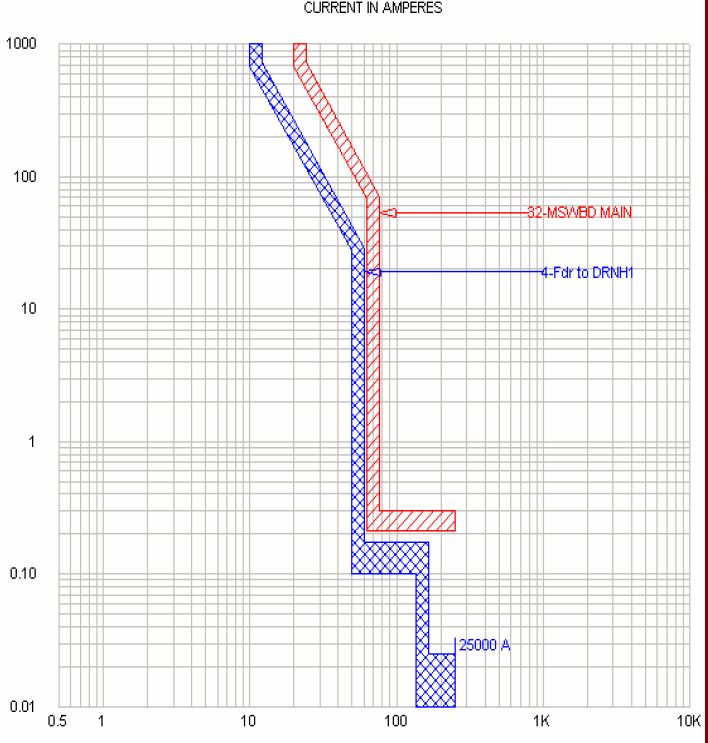 CURRENT IN AMPERES
1000
100
32-MSWBD MAIN
4-Fdr to DRNH1
10
1
0.10
25000 A
0.01
0.5 1 10 100 1K 10K